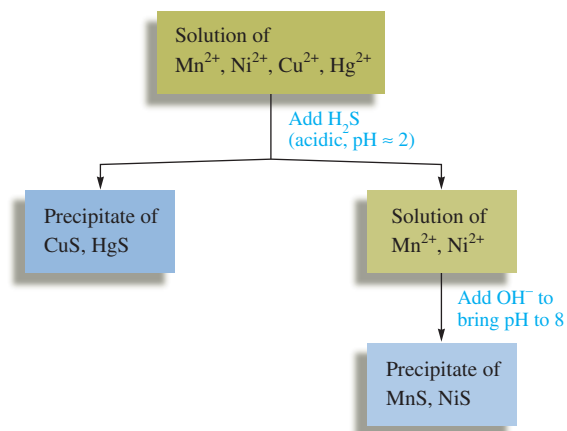 Solution of
Mn²⁺, Ni²⁺, Cu²⁺, Hg²⁺
Add H₂S
(acidic, pH ≈ 2)
Precipitate of
CuS, HgS
Solution of
Mn²⁺, Ni²⁺
Add OH⁻ to
bring pH to 8
Precipitate of
MnS, NiS